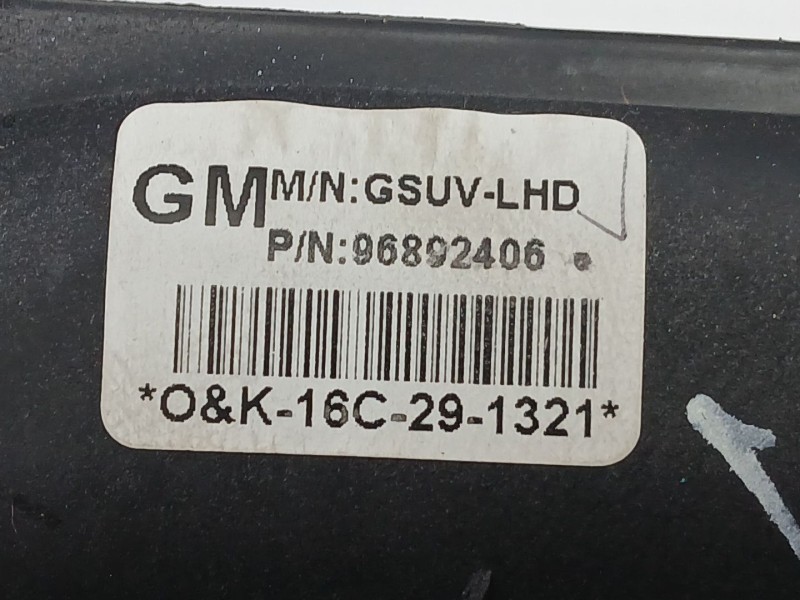 GM M/N:GSUV-LHD
P/N:96892406
*O&K-16C-29-1321*